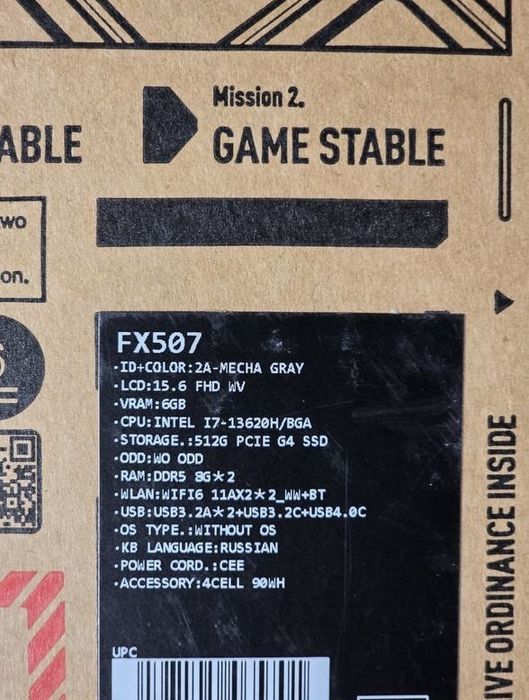 Mission 2.
ABLE
GAME STABLE
wo
on.
FX507
·ID+COLOR:2A-MECHA GRAY
·LCD:15.6 FHD WV
·VRAM:6GB
·CPU:INTEL I7-13620H/BGA
·STORAGE.:512G PCIE G4 SSD
·ODD:WO ODD
·RAM:DDR5 8G*2
·WLAN:WIFI6 11AX2*2_WW+BT
·USB:USB3.2A*2+USB3.2C+USB4.0C
·OS TYPE.:WITHOUT OS
·KB LANGUAGE:RUSSIAN
·POWER CORD.:CEE
·ACCESSORY:4CELL 90WH
UPC
IVE ORDINANCE INSIDE